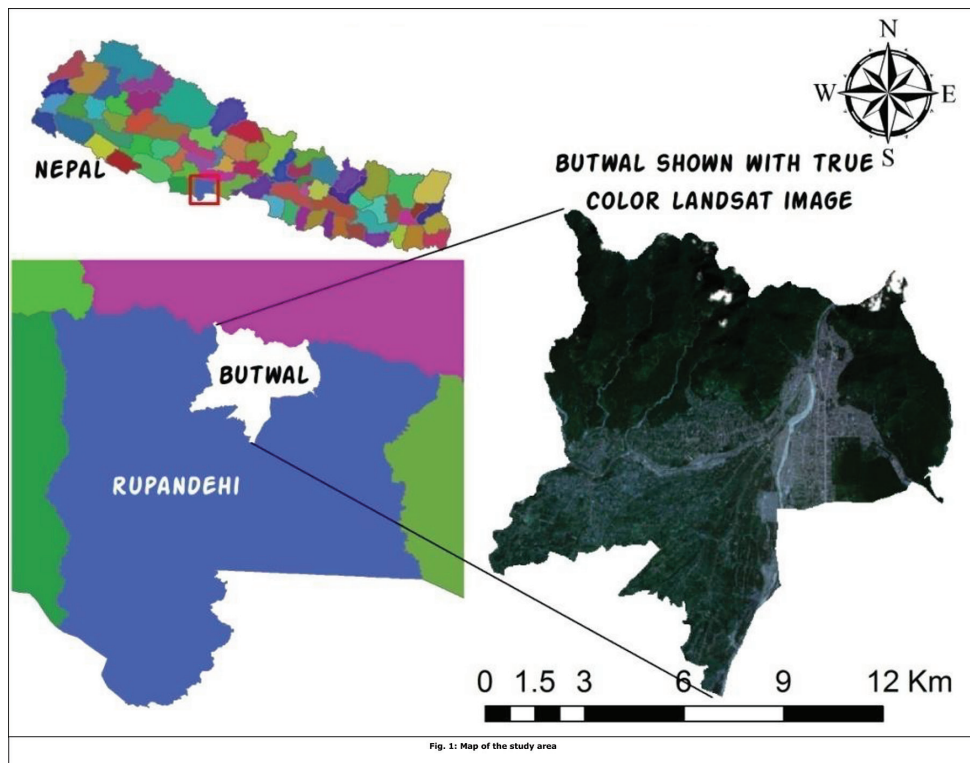 N
W E
S
NEPAL
BUTWAL SHOWN WITH TRUE
COLOR LANDSAT IMAGE
BUTWAL
RUPANDEHI
0 1.5 3 6 9 12 Km
Fig. 1: Map of the study area